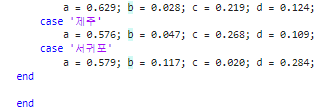 a = 0.629; b = 0.028; c = 0.219; d = 0.124;
case '제주'
a = 0.576; b = 0.047; c = 0.268; d = 0.109;
case '서귀포'
a = 0.579; b = 0.117; c = 0.020; d = 0.284;
end
end